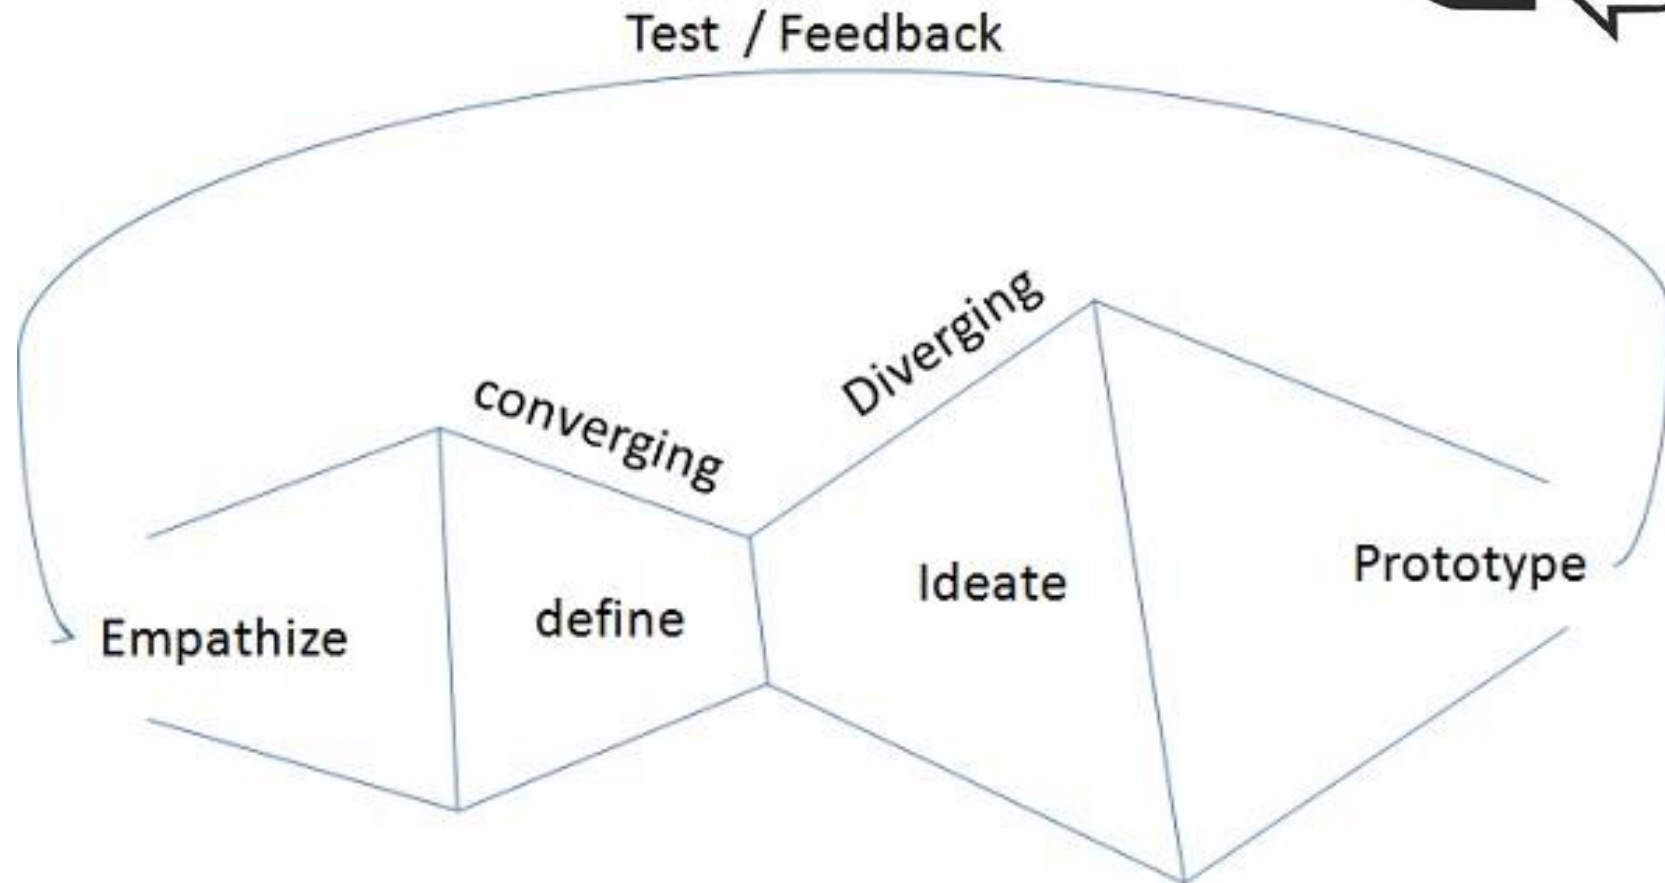 Test / Feedback
converging
Diverging
Empathize
define
Ideate
Prototype